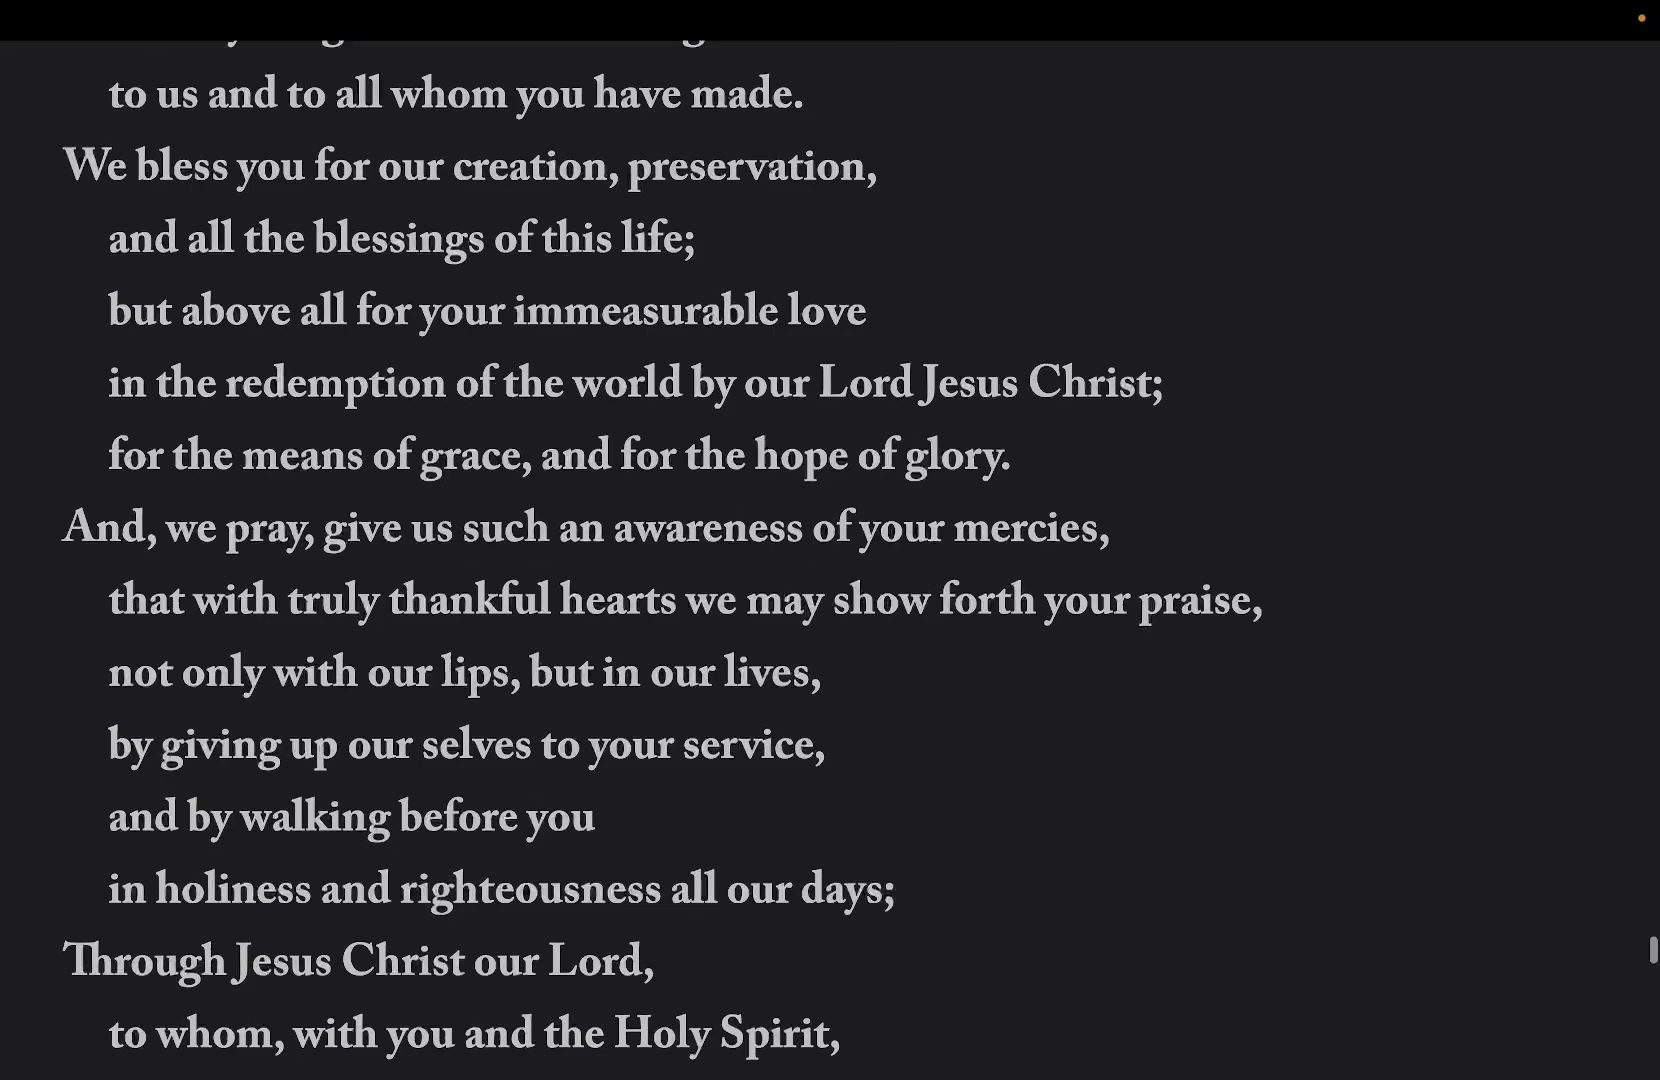 to us and to all whom you have made.
We bless you for our creation, preservation,
and all the blessings of this life;
but above all for your immeasurable love
in the redemption of the world by our Lord Jesus Christ;
for the means of grace, and for the hope of glory.
And, we pray, give us such an awareness of your mercies,
that with truly thankful hearts we may show forth your praise,
not only with our lips, but in our lives,
by giving up our selves to your service,
and by walking before you
in holiness and righteousness all our days;
Through Jesus Christ our Lord,
to whom, with you and the Holy Spirit,